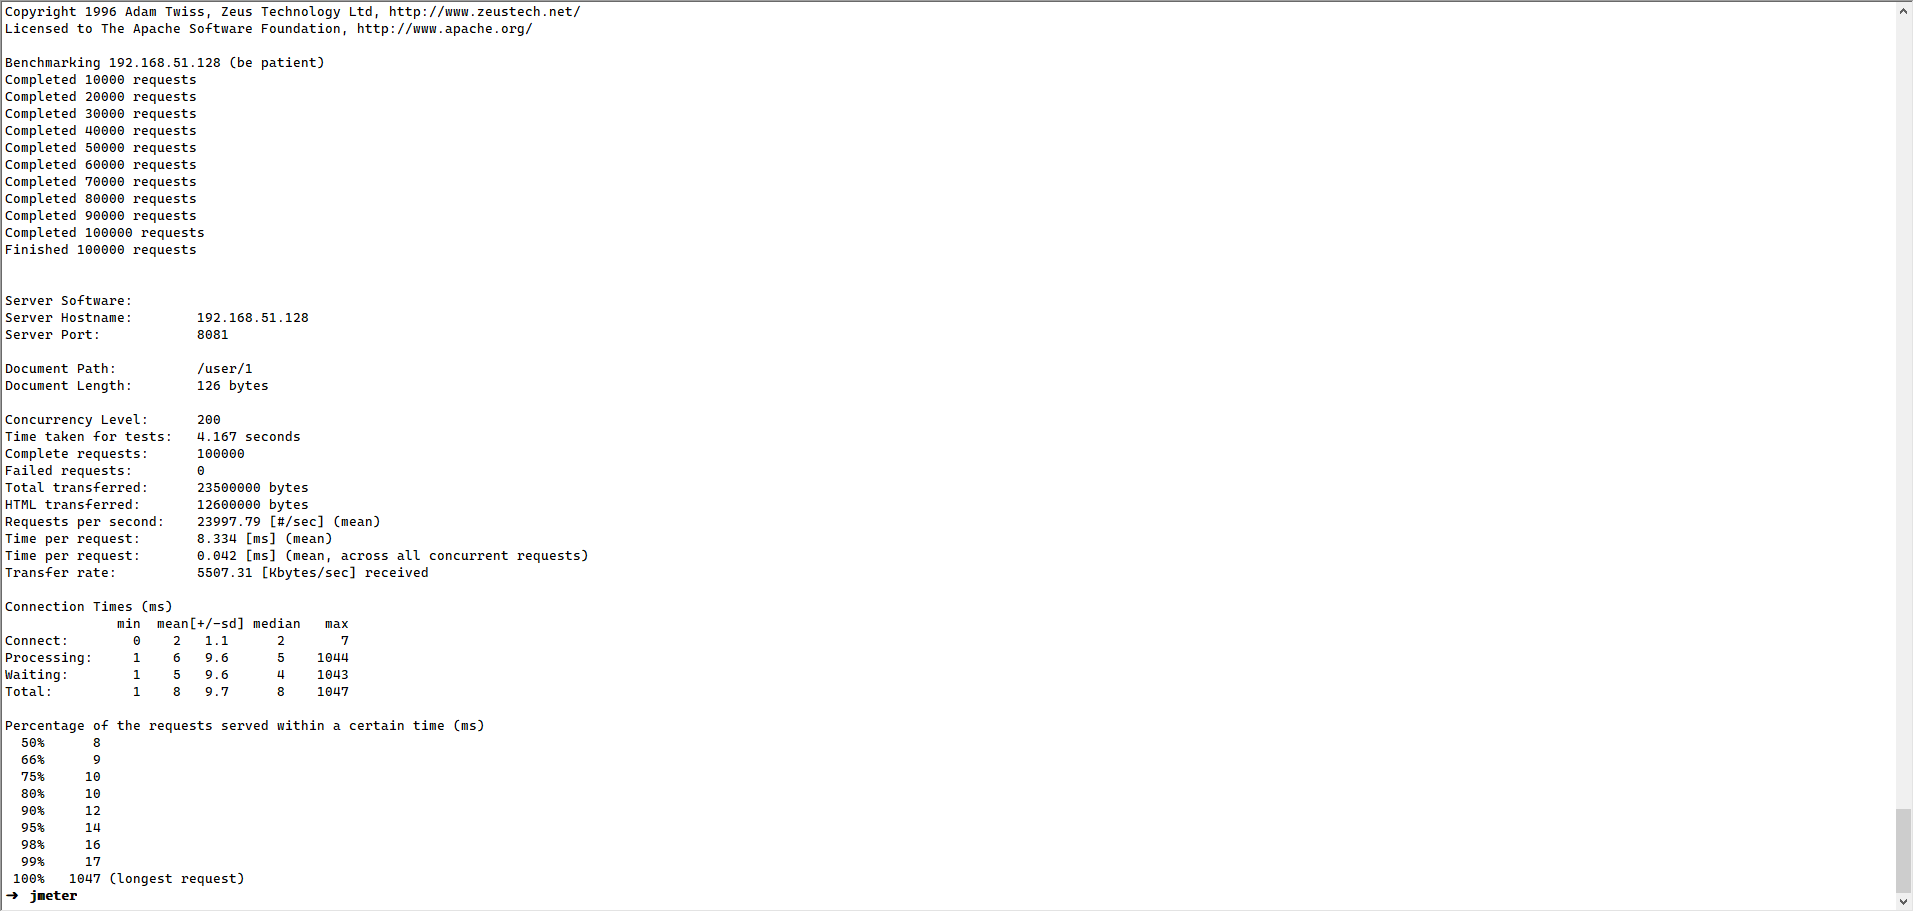 Copyright 1996 Adam Twiss, Zeus Technology Ltd, http://www.zeustech.net/
Licensed to The Apache Software Foundation, http://www.apache.org/

Benchmarking 192.168.51.128 (be patient)
Completed 10000 requests
Completed 20000 requests
Completed 30000 requests
Completed 40000 requests
Completed 50000 requests
Completed 60000 requests
Completed 70000 requests
Completed 80000 requests
Completed 90000 requests
Completed 100000 requests
Finished 100000 requests


Server Software:
Server Hostname:        192.168.51.128
Server Port:            8081

Document Path:          /user/1
Document Length:        126 bytes

Concurrency Level:      200
Time taken for tests:   4.167 seconds
Complete requests:      100000
Failed requests:        0
Total transferred:      23500000 bytes
HTML transferred:       12600000 bytes
Requests per second:    23997.79 [#/sec] (mean)
Time per request:       8.334 [ms] (mean)
Time per request:       0.042 [ms] (mean, across all concurrent requests)
Transfer rate:          5507.31 [Kbytes/sec] received

Connection Times (ms)
              min  mean[+/-sd] median   max
Connect:        0    2   1.1      2       7
Processing:     1    6   9.6      5    1044
Waiting:        1    5   9.6      4    1043
Total:          1    8   9.7      8    1047

Percentage of the requests served within a certain time (ms)
  50%      8
  66%      9
  75%     10
  80%     10
  90%     12
  95%     14
  98%     16
  99%     17
 100%   1047 (longest request)
➜  jmeter